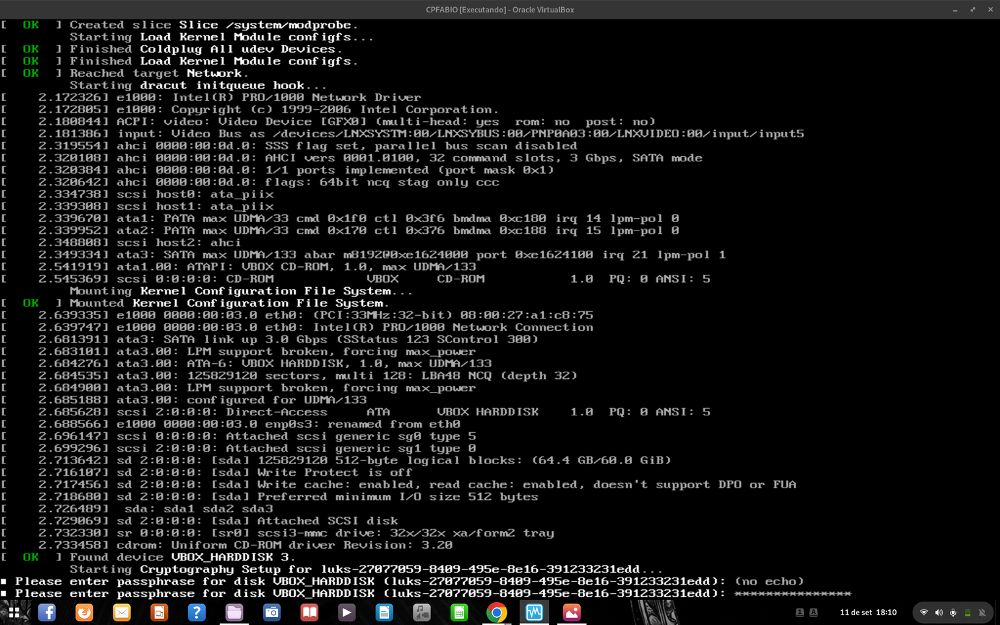 CPFABIO [Executando] - Oracle VirtualBox
[  OK  ] Created slice Slice /system/modprobe.
         Starting Load Kernel Module configfs...
[  OK  ] Finished Coldplug All udev Devices.
[  OK  ] Finished Load Kernel Module configfs.
[  OK  ] Reached target Network.
         Starting dracut initqueue hook...
[    2.172326] e1000: Intel(R) PRO/1000 Network Driver
[    2.172805] e1000: Copyright (c) 1999-2006 Intel Corporation.
[    2.180844] ACPI: video: Video Device [GFX0] (multi-head: yes  rom: no  post: no)
[    2.181386] input: Video Bus as /devices/LNXSYSTM:00/LNXSYBUS:00/PNP0A03:00/LNXVIDEO:00/input/input5
[    2.319554] ahci 0000:00:0d.0: SSS flag set, parallel bus scan disabled
[    2.320108] ahci 0000:00:0d.0: AHCI vers 0001.0100, 32 command slots, 3 Gbps, SATA mode
[    2.320384] ahci 0000:00:0d.0: 1/1 ports implemented (port mask 0x1)
[    2.320642] ahci 0000:00:0d.0: flags: 64bit ncq stag only ccc
[    2.334738] scsi host0: ata_piix
[    2.339308] scsi host1: ata_piix
[    2.339670] ata1: PATA max UDMA/33 cmd 0x1f0 ctl 0x3f6 bmdma 0xc180 irq 14 lpm-pol 0
[    2.339952] ata2: PATA max UDMA/33 cmd 0x170 ctl 0x376 bmdma 0xc188 irq 15 lpm-pol 0
[    2.348808] scsi host2: ahci
[    2.349334] ata3: SATA max UDMA/133 abar m8192@0xe1624000 port 0xe1624100 irq 21 lpm-pol 1
[    2.541919] ata1.00: ATAPI: VBOX CD-ROM, 1.0, max UDMA/133
[    2.545369] scsi 0:0:0:0: CD-ROM            VBOX     CD-ROM           1.0  PQ: 0 ANSI: 5
         Mounting Kernel Configuration File System...
[  OK  ] Mounted Kernel Configuration File System.
[    2.639335] e1000 0000:00:03.0 eth0: (PCI:33MHz:32-bit) 08:00:27:a1:c8:75
[    2.639747] e1000 0000:00:03.0 eth0: Intel(R) PRO/1000 Network Connection
[    2.681391] ata3: SATA link up 3.0 Gbps (SStatus 123 SControl 300)
[    2.683101] ata3.00: LPM support broken, forcing max_power
[    2.684276] ata3.00: ATA-6: VBOX HARDDISK, 1.0, max UDMA/133
[    2.684535] ata3.00: 125829120 sectors, multi 128: LBA48 NCQ (depth 32)
[    2.684900] ata3.00: LPM support broken, forcing max_power
[    2.685188] ata3.00: configured for UDMA/133
[    2.685628] scsi 2:0:0:0: Direct-Access     ATA      VBOX HARDDISK    1.0  PQ: 0 ANSI: 5
[    2.688566] e1000 0000:00:03.0 enp0s3: renamed from eth0
[    2.696147] scsi 0:0:0:0: Attached scsi generic sg0 type 5
[    2.699296] scsi 2:0:0:0: Attached scsi generic sg1 type 0
[    2.713642] sd 2:0:0:0: [sda] 125829120 512-byte logical blocks: (64.4 GB/60.0 GiB)
[    2.716107] sd 2:0:0:0: [sda] Write Protect is off
[    2.717456] sd 2:0:0:0: [sda] Write cache: enabled, read cache: enabled, doesn't support DPO or FUA
[    2.718680] sd 2:0:0:0: [sda] Preferred minimum I/O size 512 bytes
[    2.726489]  sda: sda1 sda2 sda3
[    2.729069] sd 2:0:0:0: [sda] Attached SCSI disk
[    2.732330] sr 0:0:0:0: [sr0] scsi3-mmc drive: 32x/32x xa/form2 tray
[    2.733458] cdrom: Uniform CD-ROM driver Revision: 3.20
[  OK  ] Found device VBOX_HARDDISK 3.
         Starting Cryptography Setup for luks-27077059-8409-495e-8e16-391233231edd...
▪ Please enter passphrase for disk VBOX_HARDDISK (luks-27077059-8409-495e-8e16-391233231edd): (no echo)
▪ Please enter passphrase for disk VBOX_HARDDISK (luks-27077059-8409-495e-8e16-391233231edd): ***************
1 A 11 de set 18:10